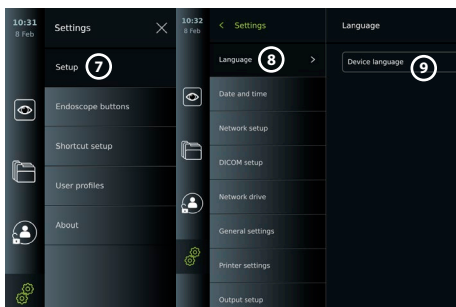 10:31
8 Feb
Settings
Setup 7
Endoscope buttons
Shortcut setup
User profiles
About
10:32
8 Feb
< Settings
Language 8 >
Date and time
Network setup
DICOM setup
Network drive
General settings
Printer settings
Output setup
Language
Device language 9